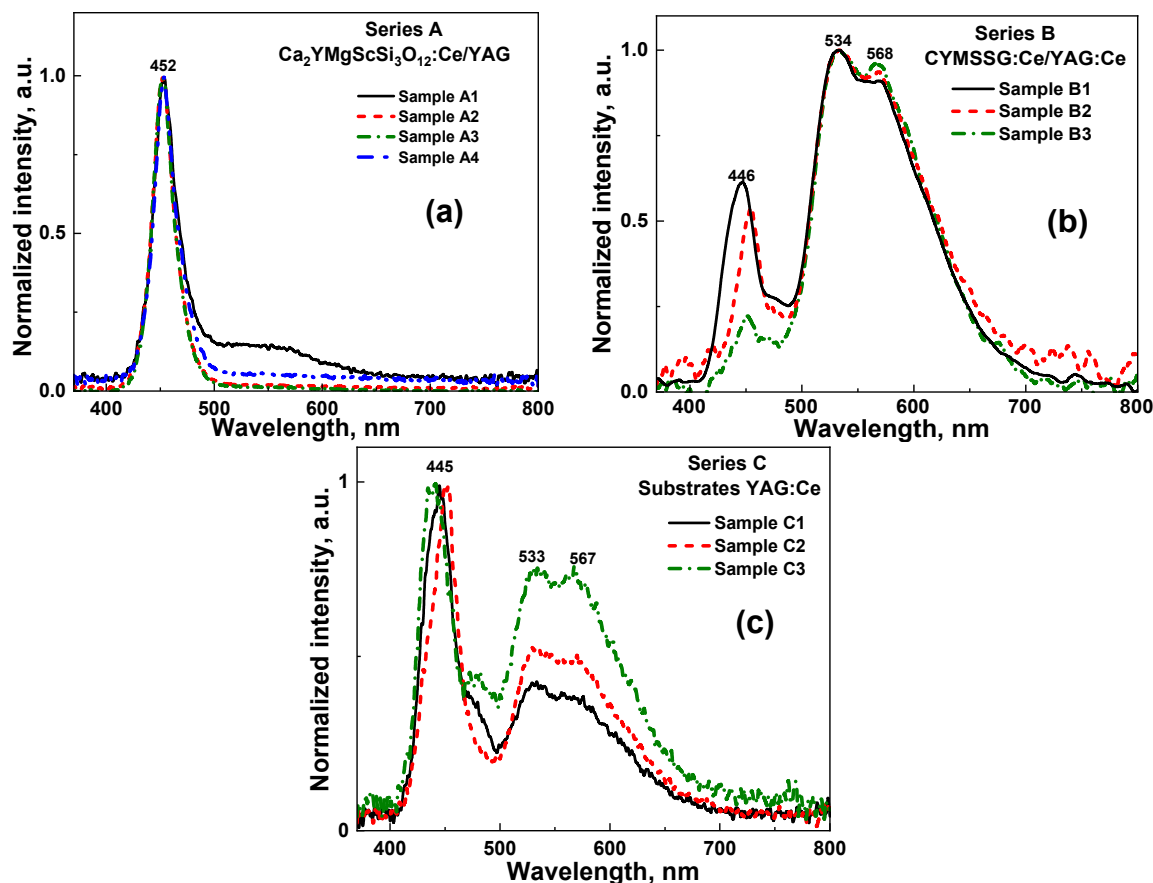 Series A
Ca₂YMgScSi₃O₁₂:Ce/YAG
452
1.0
Sample A1
Sample A2
Sample A3
Sample A4
(a)
0.5
0.0
Normalized intensity, a.u.
400 500 600 700 800
Wavelength, nm
Series B
CYMSSG:Ce/YAG:Ce
534
568
1.0
Sample B1
Sample B2
Sample B3
446
(b)
0.5
0.0
Normalized intensity, a.u.
400 500 600 700 800
Wavelength, nm
Series C
Substrates YAG:Ce
445
1
Sample C1
Sample C2
Sample C3
533
567
(c)
0
Normalized intensity, a.u.
400 500 600 700 800
Wavelength, nm